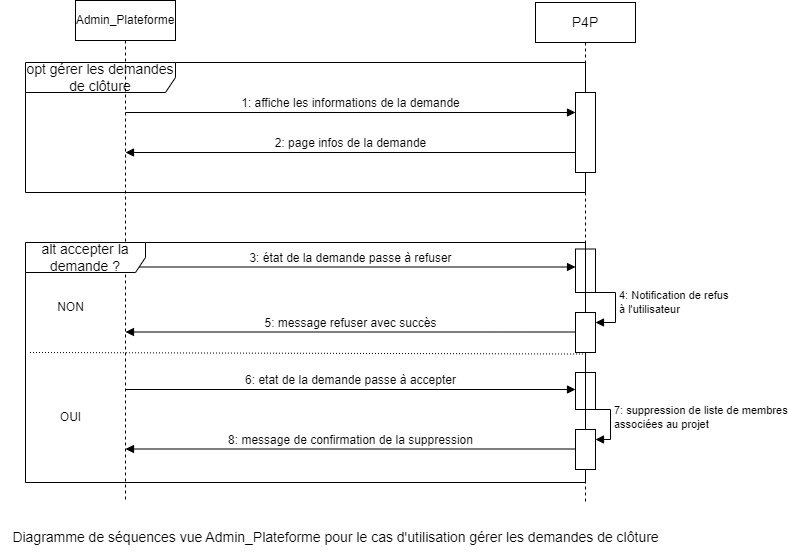 Admin_Plateforme
P4P
opt gérer les demandes
de clôture
1: affiche les informations de la demande
2: page infos de la demande
alt accepter la
demande ?
3: état de la demande passe à refuser
NON
4: Notification de refus
à l'utilisateur
5: message refuser avec succès
6: etat de la demande passe à accepter
OUI
7: suppression de liste de membres
associées au projet
8: message de confirmation de la suppression
Diagramme de séquences vue Admin_Plateforme pour le cas d'utilisation gérer les demandes de clôture